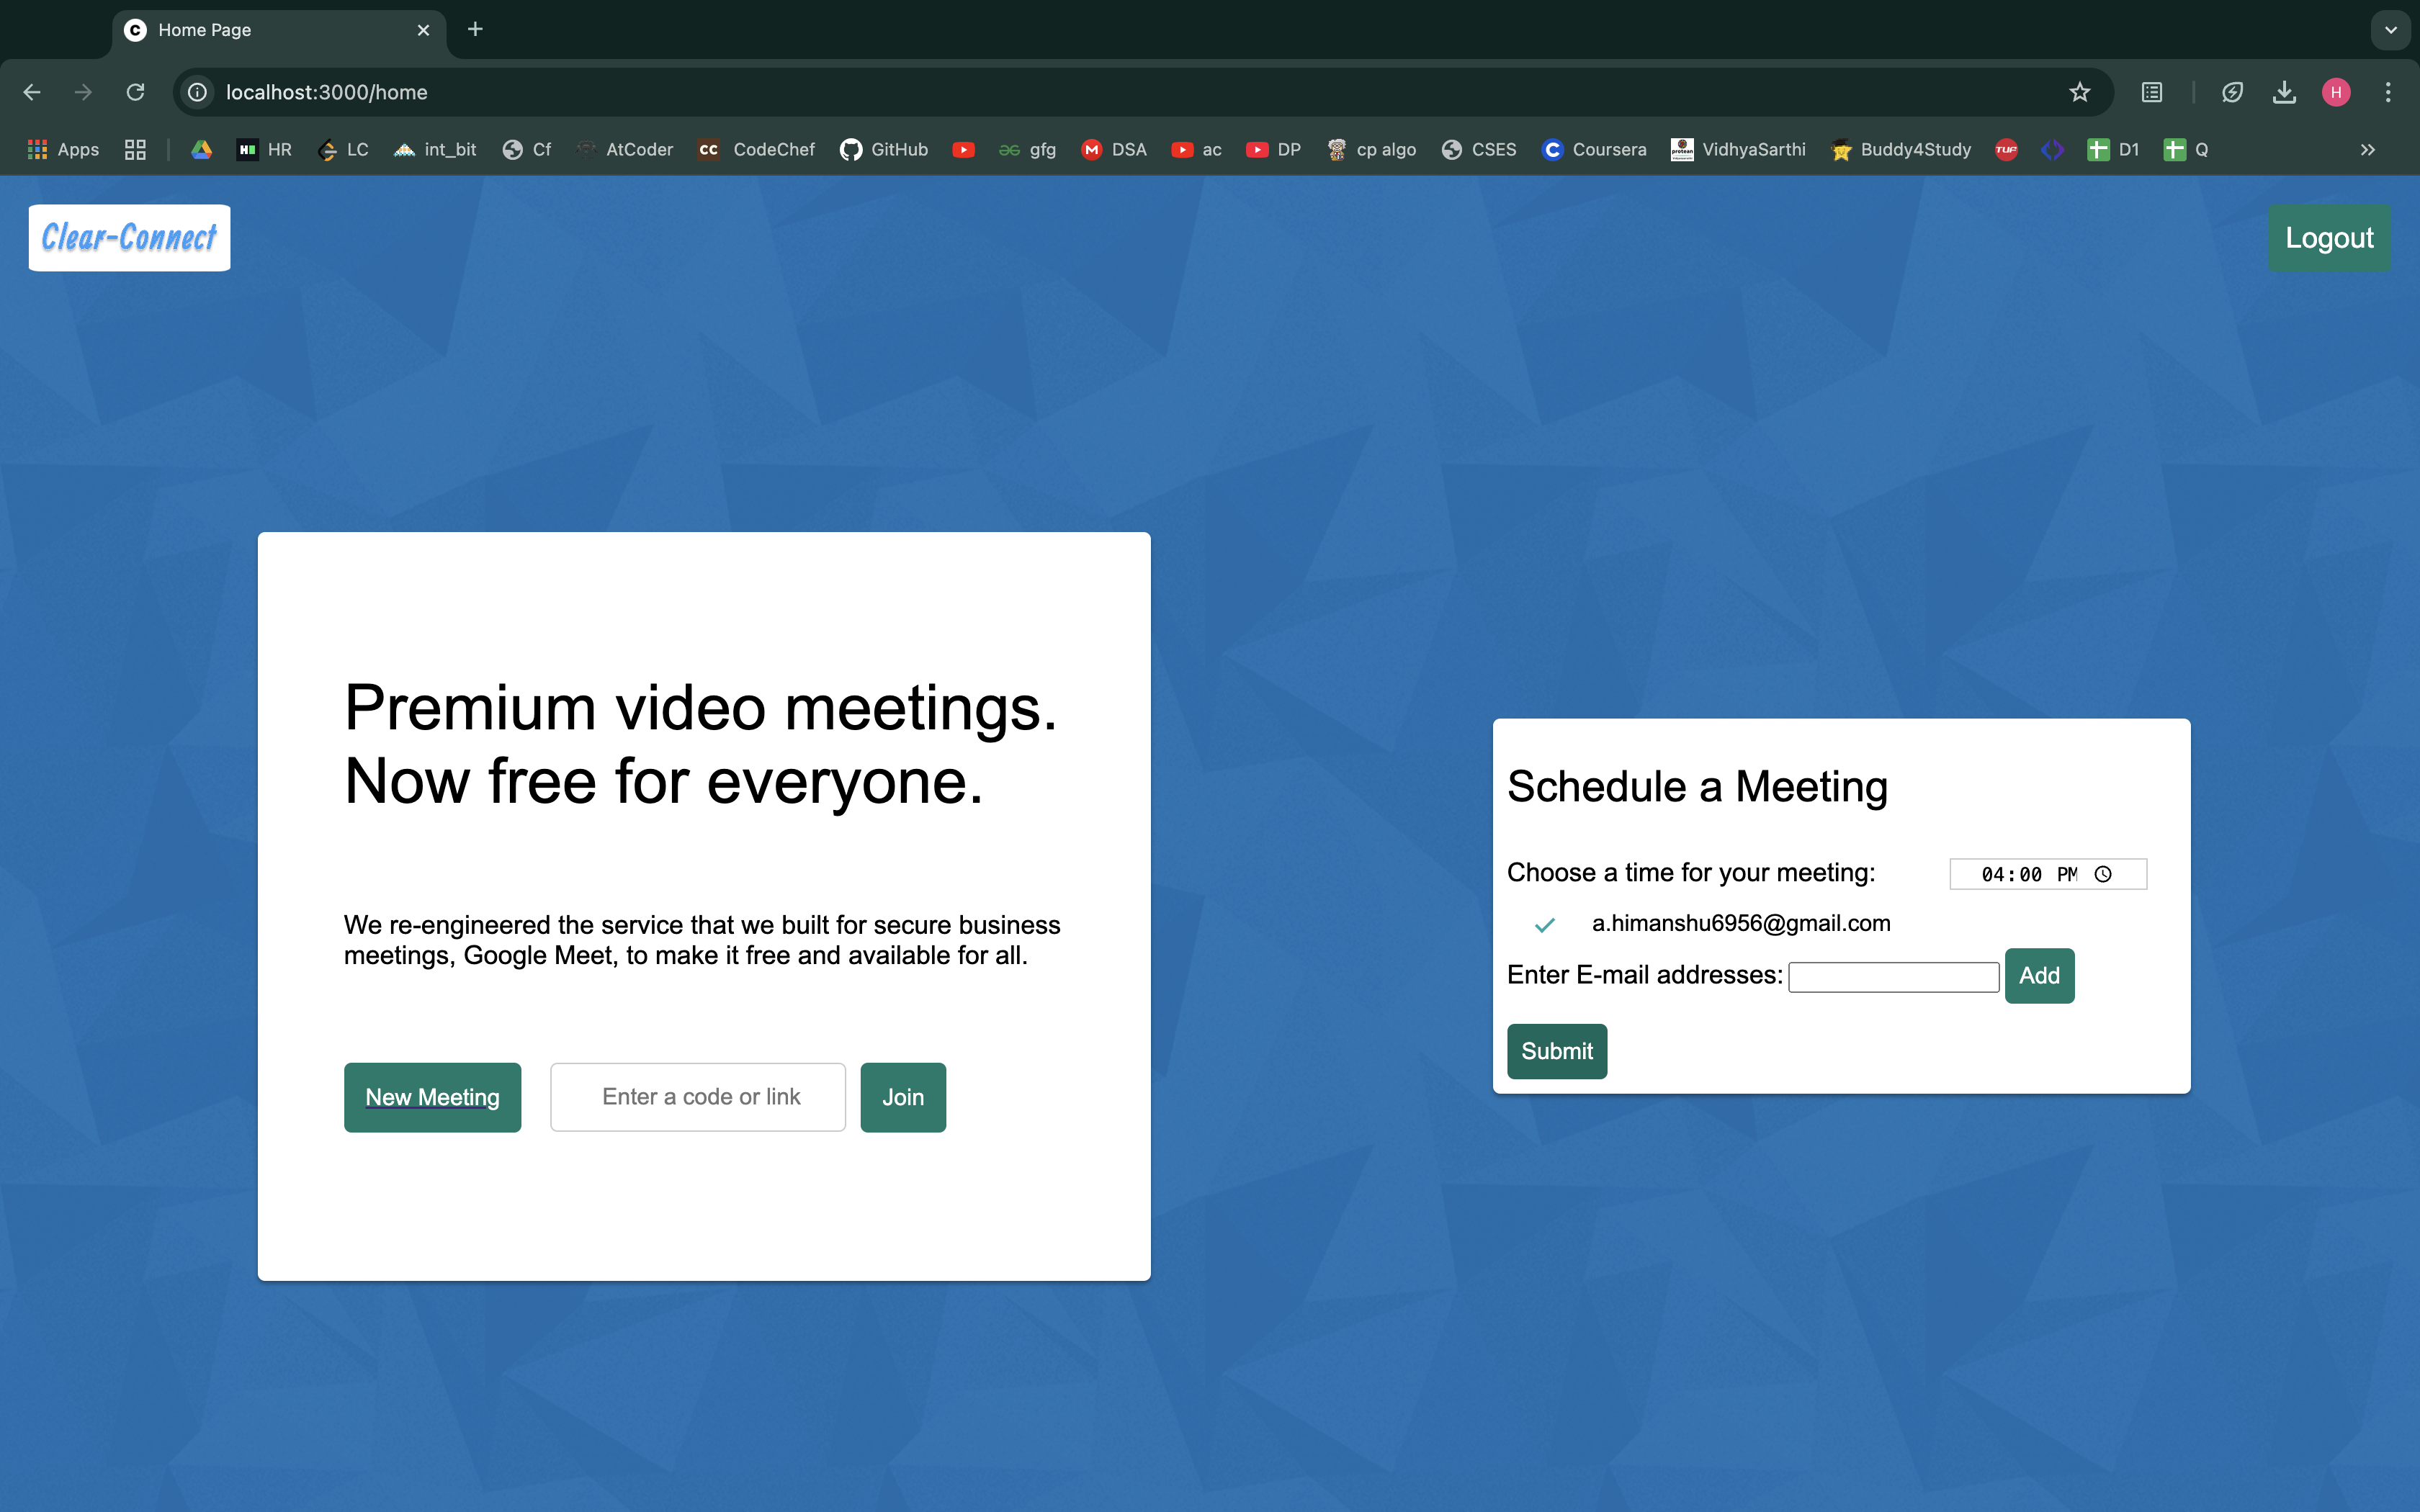 Home Page
localhost:3000/home
Apps HR LC int_bit Cf AtCoder CC CodeChef GitHub gfg M DSA ac DP cp algo CSES C Coursera VidhyaSarthi Buddy4Study TUF D1 Q
H
Clear-Connect
Logout
Premium video meetings.
Now free for everyone.
We re-engineered the service that we built for secure business
meetings, Google Meet, to make it free and available for all.
New Meeting Enter a code or link Join
Schedule a Meeting
Choose a time for your meeting: 04:00 PM
a.himanshu6956@gmail.com
Enter E-mail addresses: Add
Submit